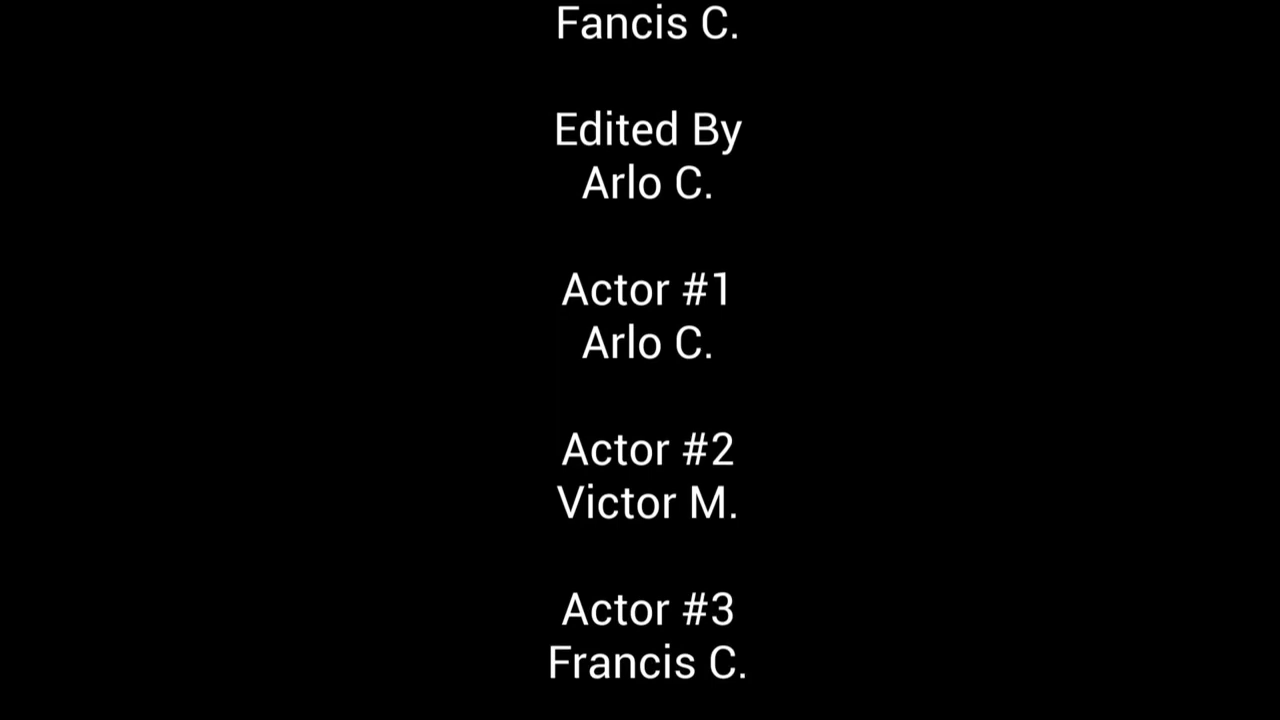 Fancis C.
Edited By
Arlo C.
Actor #1
Arlo C.
Actor #2
Victor M.
Actor #3
Francis C.